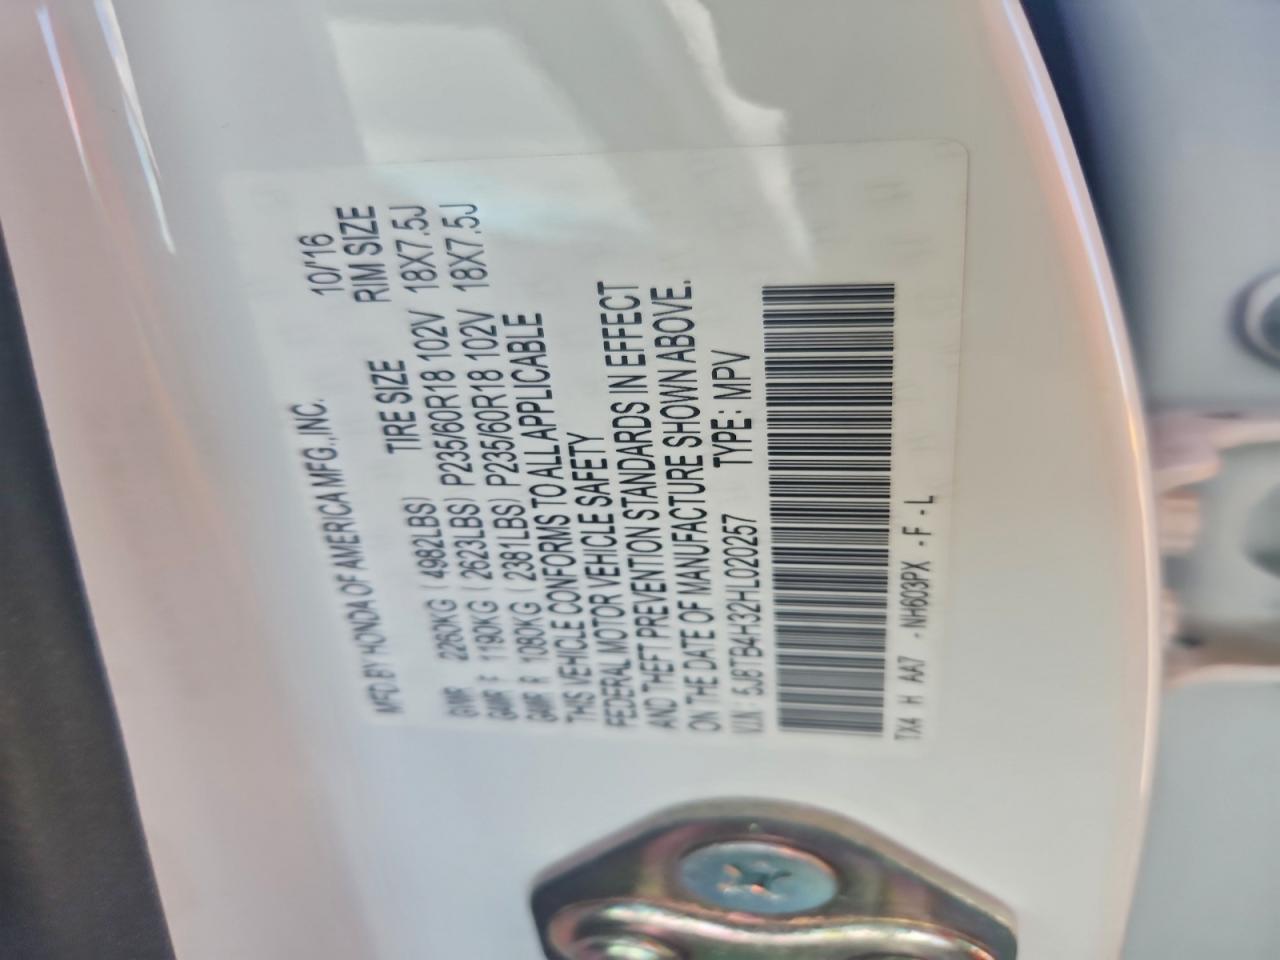 MFD BY HONDA OF AMERICA MFG., INC. 10/'16
TIRE SIZE RIM SIZE
GVWR 2260KG (4982LBS)
GAWR F 1190KG (2623LBS) P235/60R18 102V 18X7.5J
GAWR R 1080KG (2381LBS) P235/60R18 102V 18X7.5J
THIS VEHICLE CONFORMS TO ALL APPLICABLE
FEDERAL MOTOR VEHICLE SAFETY
AND THEFT PREVENTION STANDARDS IN EFFECT
ON THE DATE OF MANUFACTURE SHOWN ABOVE.
V.I.N.: 5J8TB4H32HL020257 TYPE: MPV
TX4 H AA7 - NH603PX - F - L